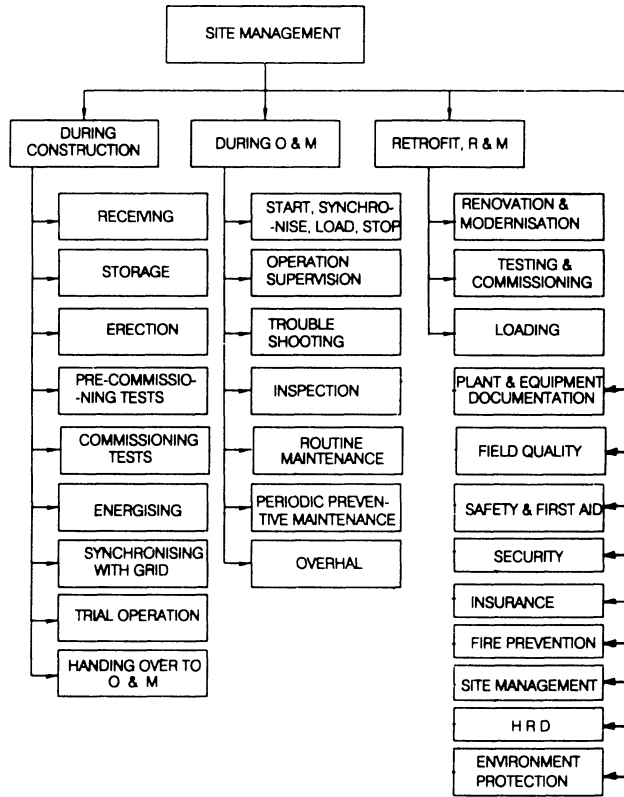 SITE MANAGEMENT
DURING
CONSTRUCTION
DURING O & M
RETROFIT, R & M
RECEIVING
STORAGE
ERECTION
PRE-COMMISSIO-
-NING TESTS
COMMISSIONING
TESTS
ENERGISING
SYNCHRONISING
WITH GRID
TRIAL OPERATION
HANDING OVER TO
O & M
START, SYNCHRO-
-NISE, LOAD, STOP
OPERATION
SUPERVISION
TROUBLE
SHOOTING
INSPECTION
ROUTINE
MAINTENANCE
PERIODIC PREVEN-
-TIVE MAINTENANCE
OVERHAL
RENOVATION &
MODERNISATION
TESTING &
COMMISSIONING
LOADING
PLANT & EQUIPMENT
DOCUMENTATION
FIELD QUALITY
SAFETY & FIRST AID
SECURITY
INSURANCE
FIRE PREVENTION
SITE MANAGEMENT
H R D
ENVIRONMENT
PROTECTION